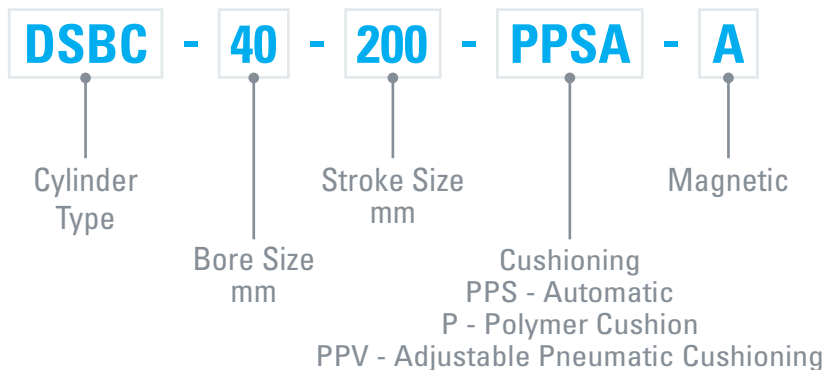 DSBC - 40 - 200 - PPSA - A
Cylinder
Type
Stroke Size
mm
Magnetic
Bore Size
mm
Cushioning
PPS - Automatic
P - Polymer Cushion
PPV - Adjustable Pneumatic Cushioning